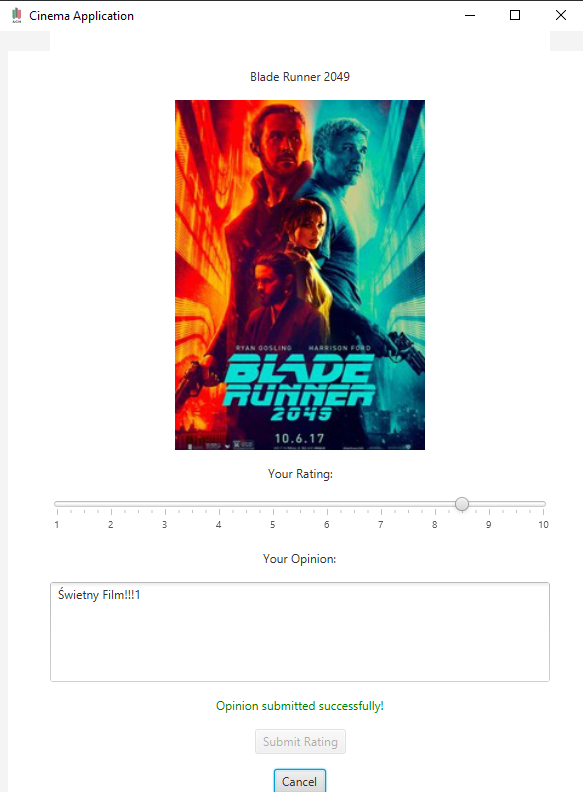 Cinema Application
Blade Runner 2049
RYAN GOSLING HARRISON FORD
BLADE
RUNNER
2049
10.6.17
Your Rating:
1 2 3 4 5 6 7 8 9 10
Your Opinion:
Świetny Film!!!1
Opinion submitted successfully!
Submit Rating
Cancel